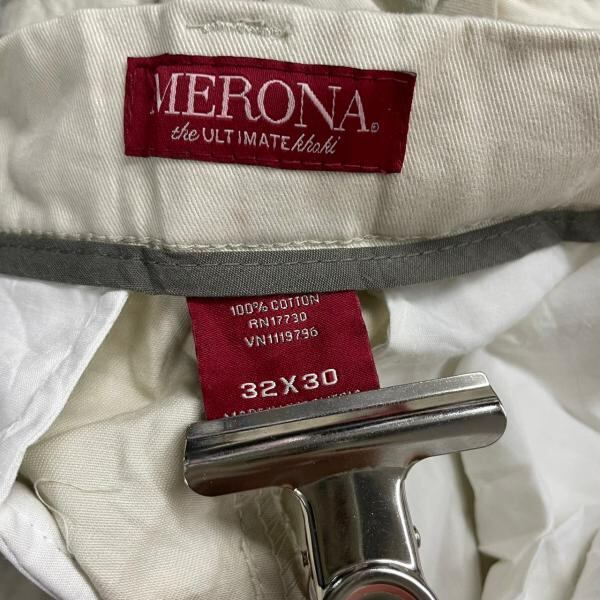 MERONA®
the ULTIMATE khaki
100% COTTON
RN17730
VN1119796
32X30